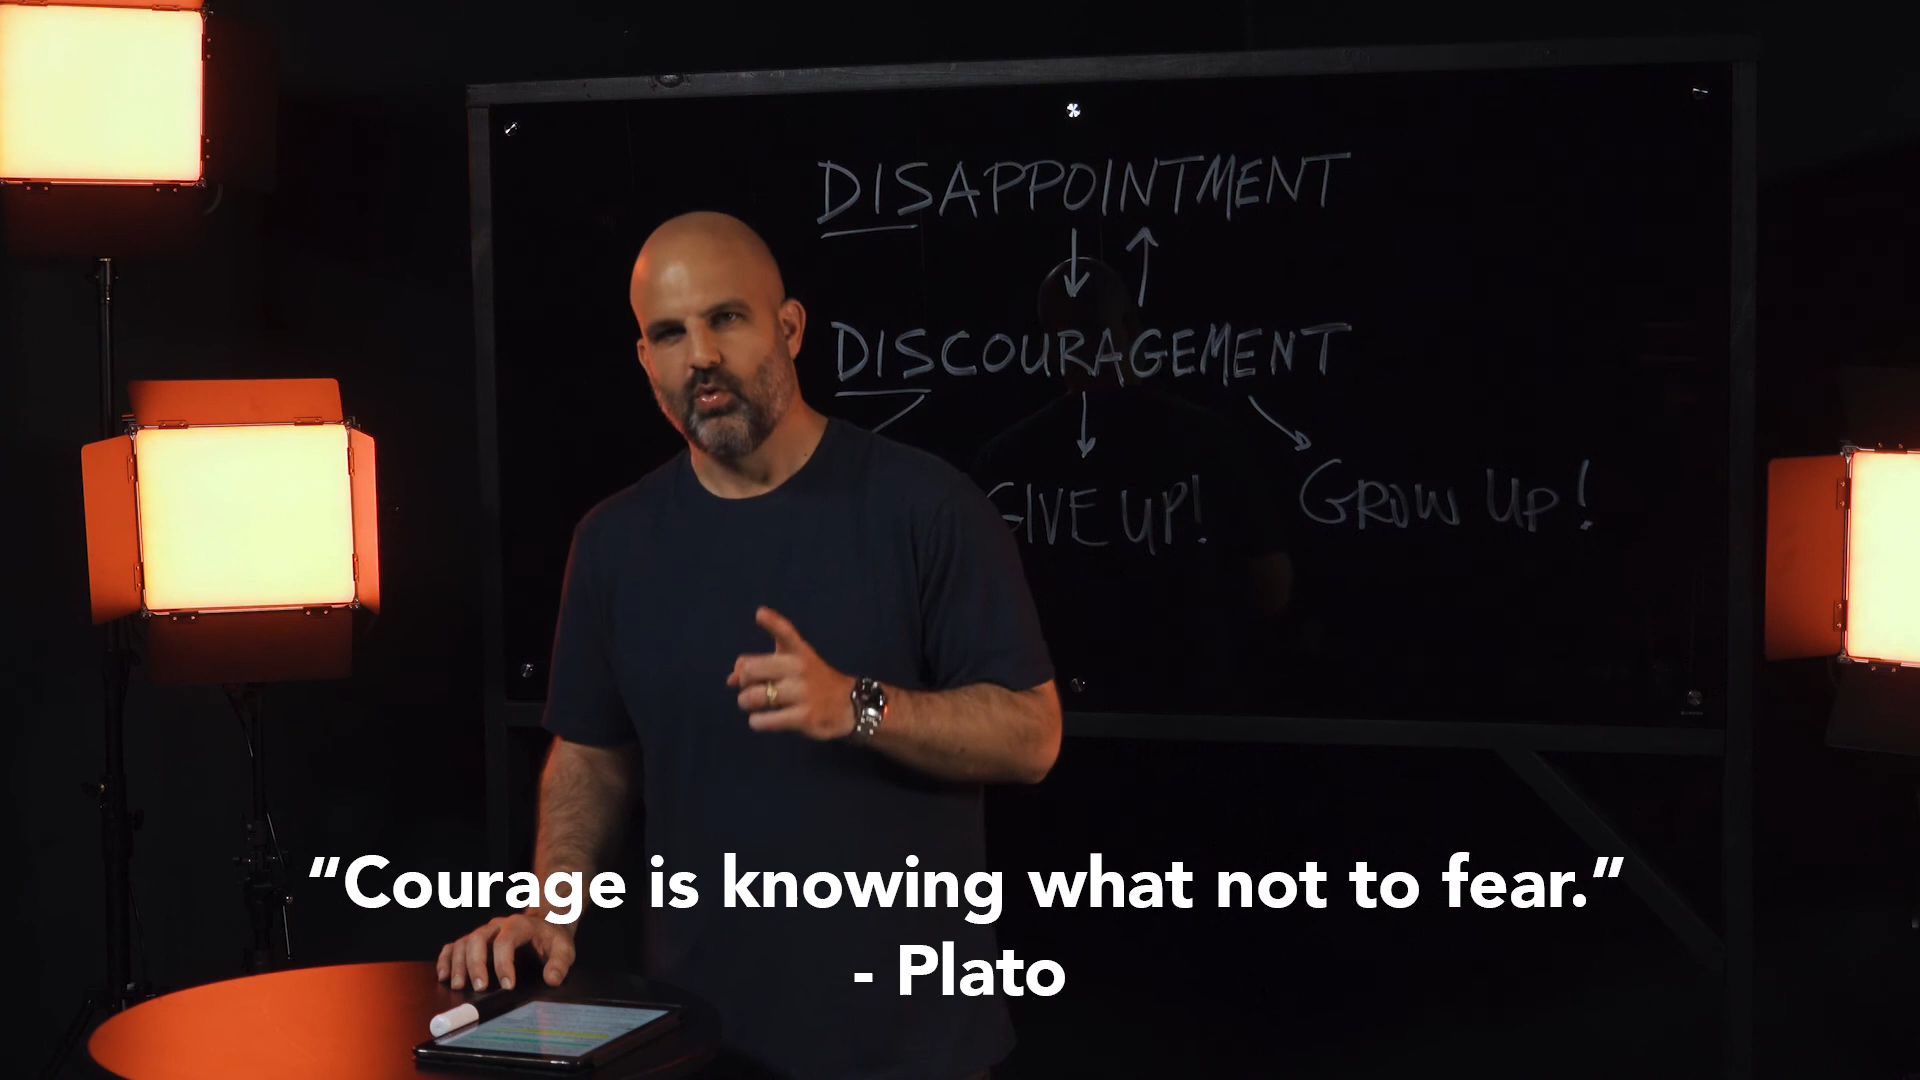 DISAPPOINTMENT
DISCOURAGEMENT
GIVE UP!
GROW UP!
“Courage is knowing what not to fear.”
- Plato